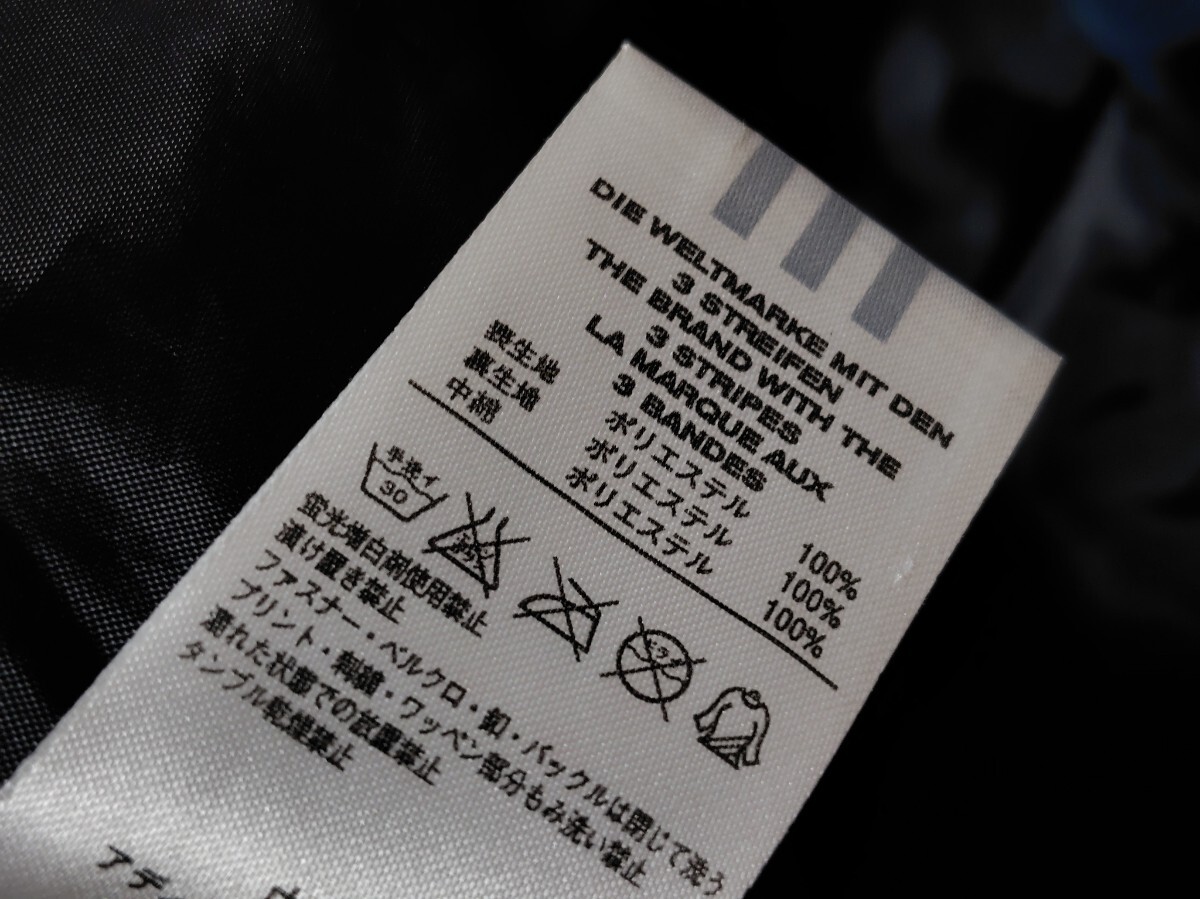 DIE WELTMARKE MIT DEN
3 STREIFEN
THE BRAND WITH THE
3 STRIPES
LA MARQUE AUX
3 BANDES
表生地 ポリエステル 100%
裏生地 ポリエステル 100%
中綿 ポリエステル 100%
手洗イ
30
ドライ
蛍光増白剤使用禁止
漬け置き禁止
ファスナー・ベルクロ・釦・バックルは閉じて洗う
プリント・刺繍・ワッペン部分もみ洗い禁止
濡れた状態での放置禁止
タンブル乾燥禁止
アデ